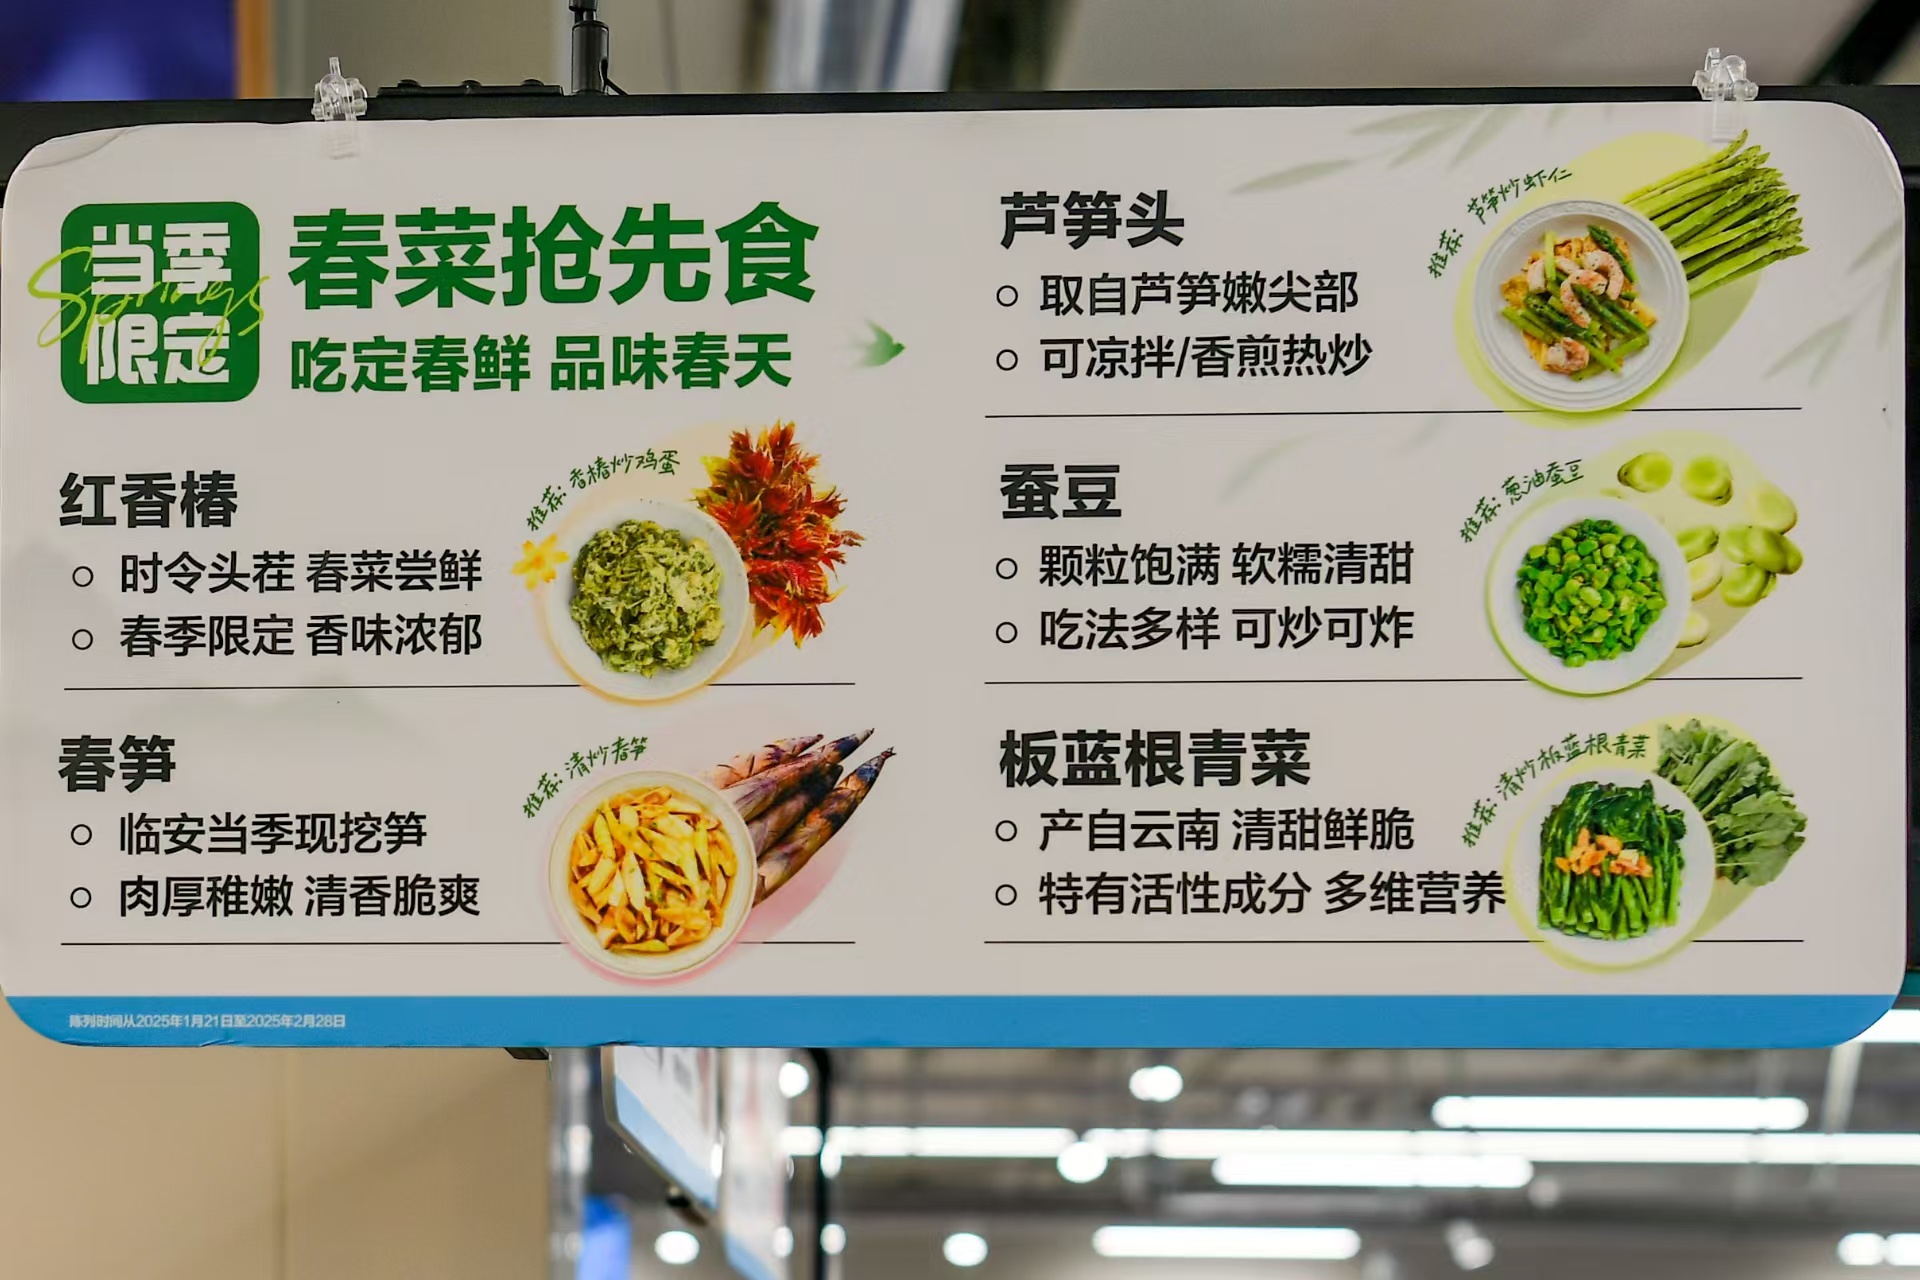 当季
Springs
限定
春菜抢先食
吃定春鲜 品味春天
红香椿
时令头茬 春菜尝鲜
春季限定 香味浓郁
推荐: 香椿炒鸡蛋
春笋
临安当季现挖笋
肉厚稚嫩 清香脆爽
推荐: 清炒春笋
芦笋头
取自芦笋嫩尖部
可凉拌/香煎热炒
推荐: 芦笋炒虾仁
蚕豆
颗粒饱满 软糯清甜
吃法多样 可炒可炸
推荐: 葱油蚕豆
板蓝根青菜
产自云南 清甜鲜脆
特有活性成分 多维营养
推荐: 清炒板蓝根青菜
陈列时间从2025年1月21日至2025年2月28日